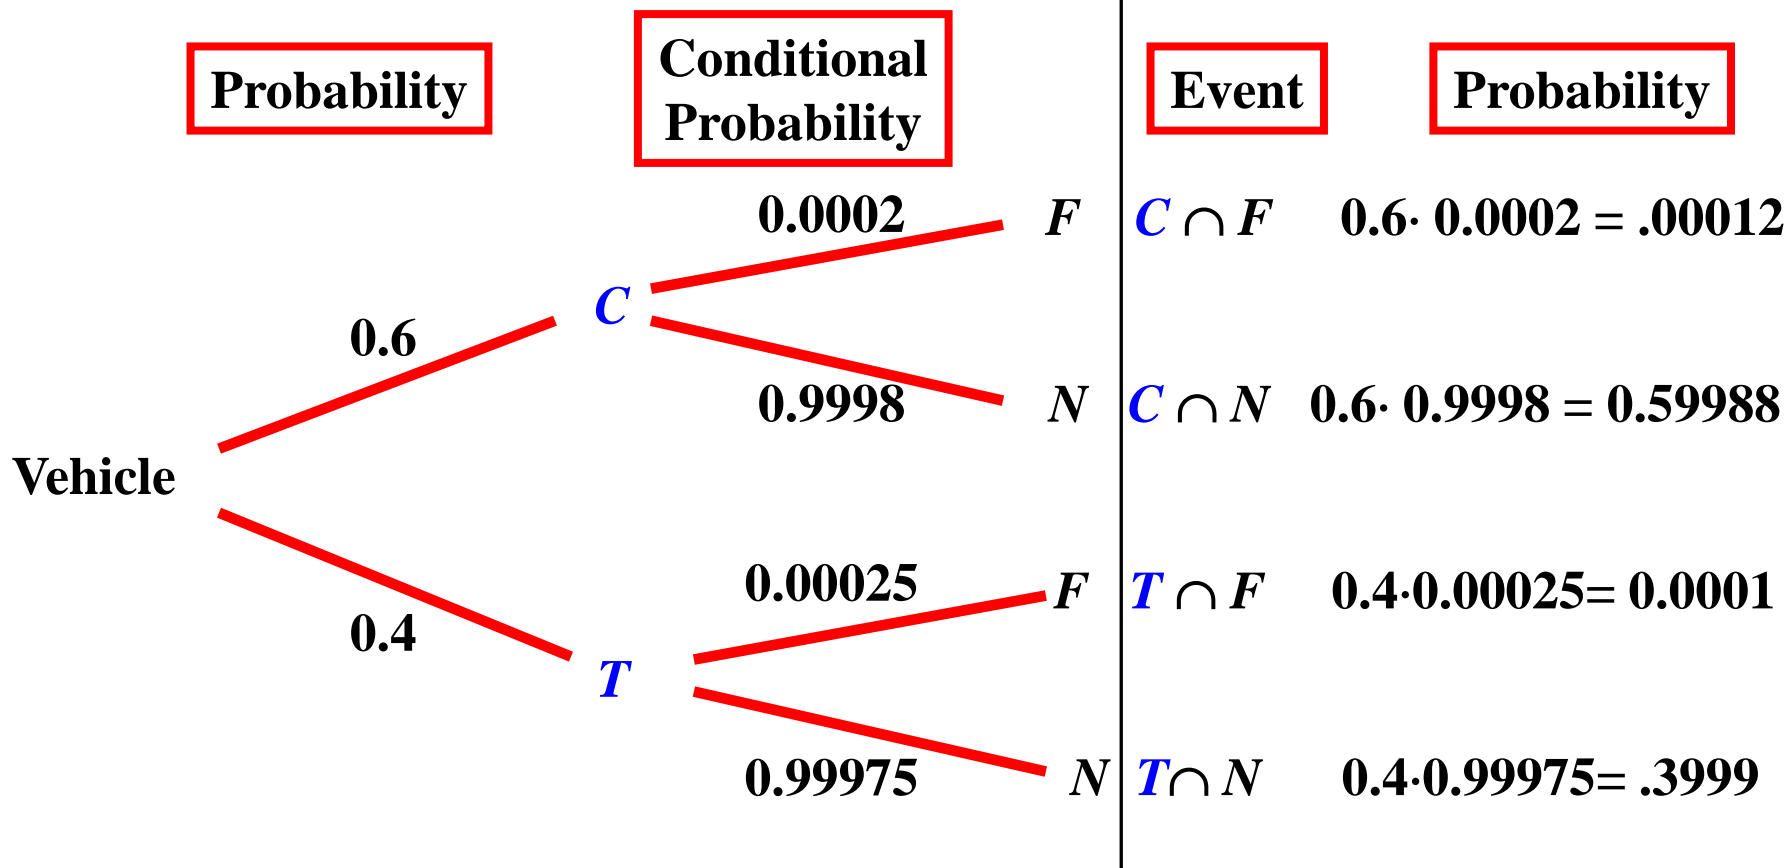 Probability
Conditional
Probability
Event
Probability
0.0002
F
C ∩ F
0.6· 0.0002 = .00012
C
0.6
0.9998
N
C ∩ N
0.6· 0.9998 = 0.59988
Vehicle
0.00025
F
T ∩ F
0.4·0.00025= 0.0001
0.4
T
0.99975
N
T∩ N
0.4·0.99975= .3999